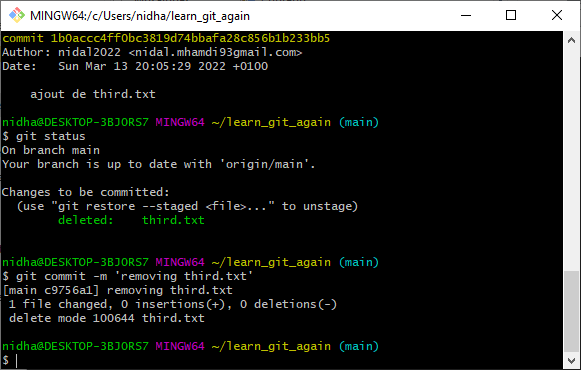 MINGW64:/c/Users/nidha/learn_git_again
commit 1b0accc4ff0bc3819d74bbafa28c856b1b233bb5
Author: nidal2022 <nidal.mhamdi93gmail.com>
Date:   Sun Mar 13 20:05:29 2022 +0100
    ajout de third.txt
nidha@DESKTOP-3BJORS7 MINGW64 ~/learn_git_again (main)
$ git status
On branch main
Your branch is up to date with 'origin/main'.
Changes to be committed:
  (use "git restore --staged <file>..." to unstage)
        deleted:    third.txt
nidha@DESKTOP-3BJORS7 MINGW64 ~/learn_git_again (main)
$ git commit -m 'removing third.txt'
[main c9756a1] removing third.txt
 1 file changed, 0 insertions(+), 0 deletions(-)
 delete mode 100644 third.txt
nidha@DESKTOP-3BJORS7 MINGW64 ~/learn_git_again (main)
$